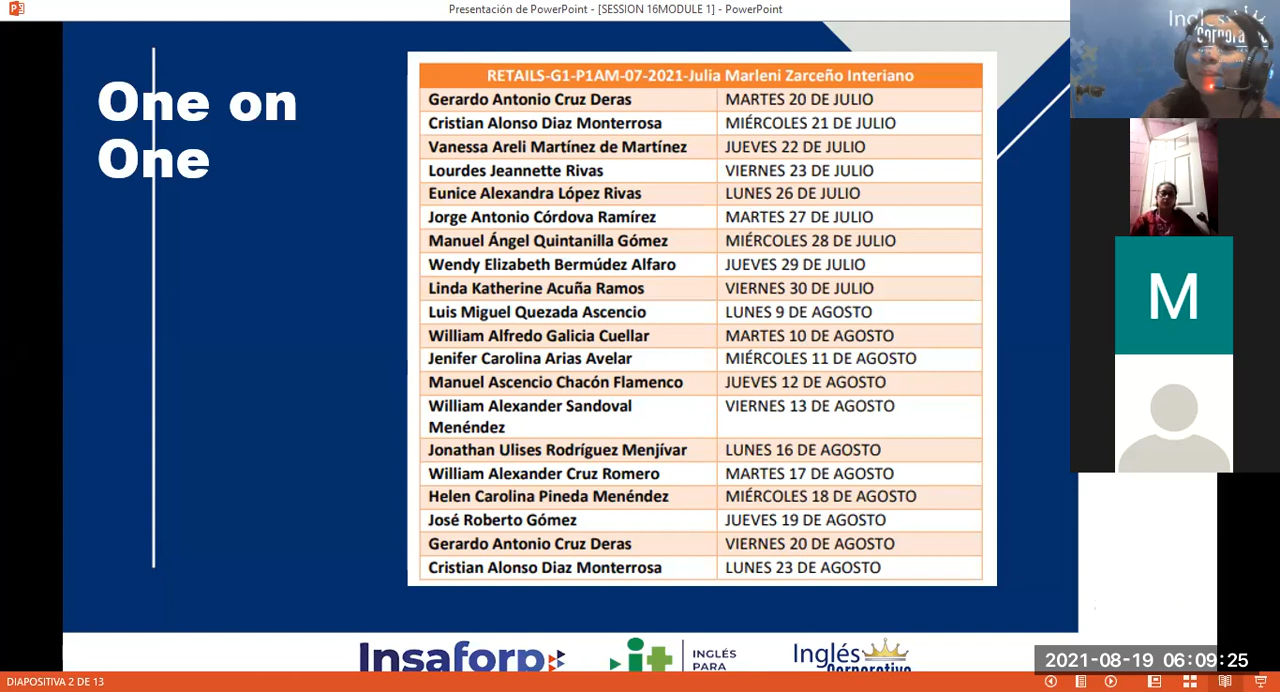 Presentación de PowerPoint - [SESSION 16MODULE 1] - PowerPoint
One on
One
RETAILS-G1-P1AM-07-2021-Julia Marleni Zarceño Interiano
Gerardo Antonio Cruz Deras MARTES 20 DE JULIO
Cristian Alonso Diaz Monterrosa MIÉRCOLES 21 DE JULIO
Vanessa Areli Martínez de Martínez JUEVES 22 DE JULIO
Lourdes Jeannette Rivas VIERNES 23 DE JULIO
Eunice Alexandra López Rivas LUNES 26 DE JULIO
Jorge Antonio Córdova Ramírez MARTES 27 DE JULIO
Manuel Ángel Quintanilla Gómez MIÉRCOLES 28 DE JULIO
Wendy Elizabeth Bermúdez Alfaro JUEVES 29 DE JULIO
Linda Katherine Acuña Ramos VIERNES 30 DE JULIO
Luis Miguel Quezada Ascencio LUNES 9 DE AGOSTO
William Alfredo Galicia Cuellar MARTES 10 DE AGOSTO
Jenifer Carolina Arias Avelar MIÉRCOLES 11 DE AGOSTO
Manuel Ascencio Chacón Flamenco JUEVES 12 DE AGOSTO
William Alexander Sandoval VIERNES 13 DE AGOSTO
Menéndez
Jonathan Ulises Rodríguez Menjívar LUNES 16 DE AGOSTO
William Alexander Cruz Romero MARTES 17 DE AGOSTO
Helen Carolina Pineda Menéndez MIÉRCOLES 18 DE AGOSTO
José Roberto Gómez JUEVES 19 DE AGOSTO
Gerardo Antonio Cruz Deras VIERNES 20 DE AGOSTO
Cristian Alonso Diaz Monterrosa LUNES 23 DE AGOSTO
M
Insaforp
it
INGLÉS
PARA
Inglés
Corporativo
2021-08-19 06:09:25
DIAPOSITIVA 2 DE 13